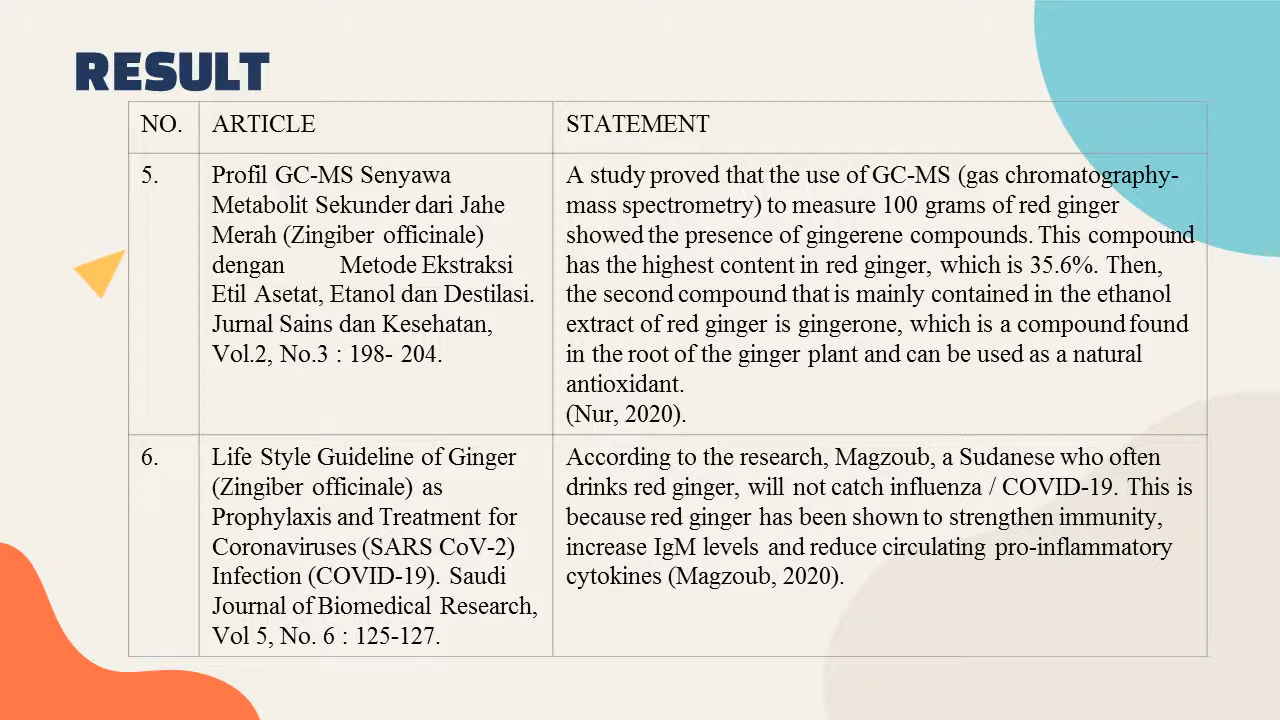 RESULT
NO.
ARTICLE
STATEMENT
5.
Profil GC-MS Senyawa
Metabolit Sekunder dari Jahe
Merah (Zingiber officinale)
dengan Metode Ekstraksi
Etil Asetat, Etanol dan Destilasi.
Jurnal Sains dan Kesehatan,
Vol.2, No.3 : 198- 204.
A study proved that the use of GC-MS (gas chromatography-
mass spectrometry) to measure 100 grams of red ginger
showed the presence of gingerene compounds. This compound
has the highest content in red ginger, which is 35.6%. Then,
the second compound that is mainly contained in the ethanol
extract of red ginger is gingerone, which is a compound found
in the root of the ginger plant and can be used as a natural
antioxidant.
(Nur, 2020).
6.
Life Style Guideline of Ginger
(Zingiber officinale) as
Prophylaxis and Treatment for
Coronaviruses (SARS CoV-2)
Infection (COVID-19). Saudi
Journal of Biomedical Research,
Vol 5, No. 6 : 125-127.
According to the research, Magzoub, a Sudanese who often
drinks red ginger, will not catch influenza / COVID-19. This is
because red ginger has been shown to strengthen immunity,
increase IgM levels and reduce circulating pro-inflammatory
cytokines (Magzoub, 2020).